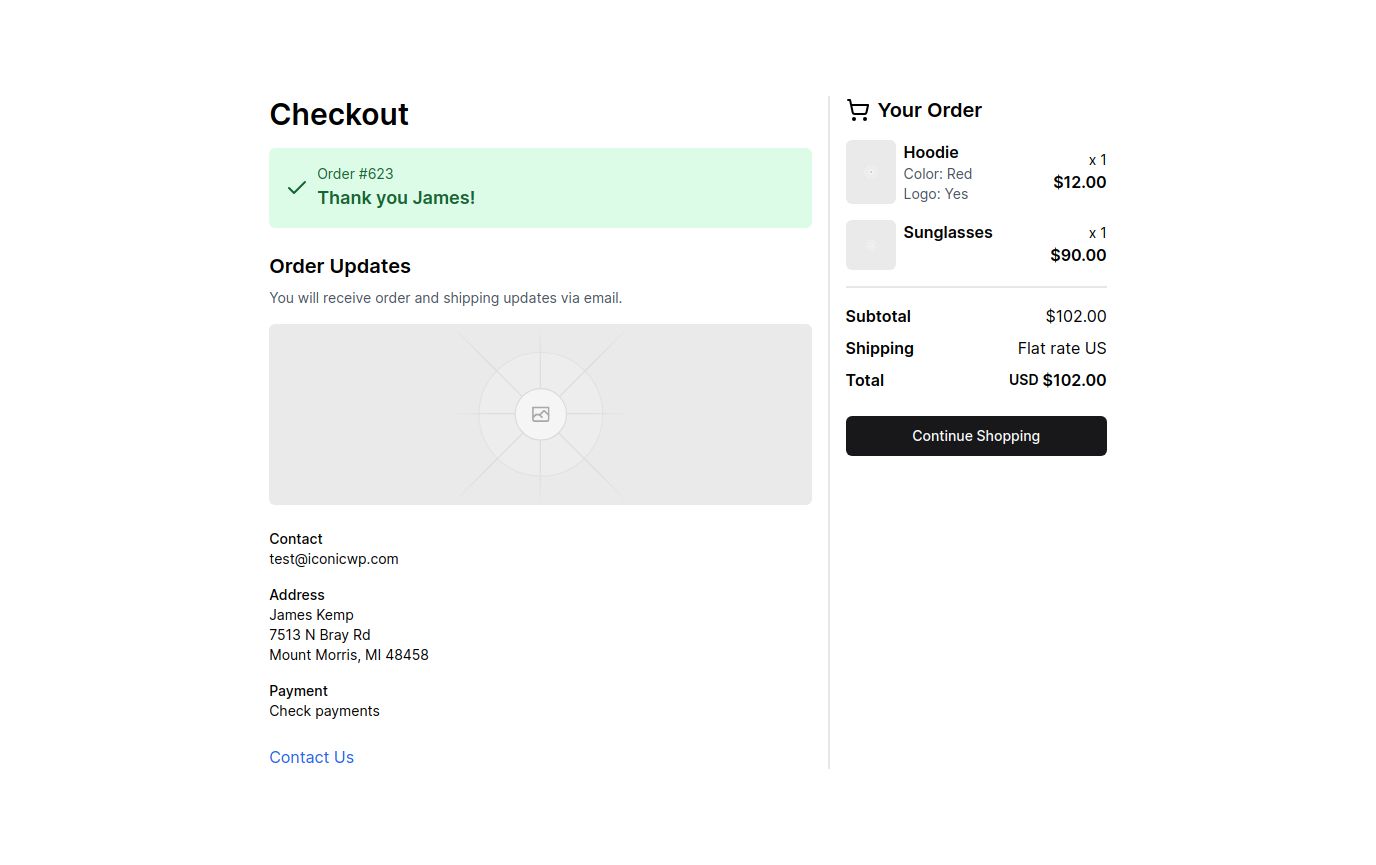 Checkout
Order #623
Thank you James!
Order Updates
You will receive order and shipping updates via email.
Contact
test@iconicwp.com
Address
James Kemp
7513 N Bray Rd
Mount Morris, MI 48458
Payment
Check payments
Contact Us
Your Order
Hoodie
Color: Red
Logo: Yes
x 1
$12.00
Sunglasses
x 1
$90.00
Subtotal $102.00
Shipping Flat rate US
Total USD $102.00
Continue Shopping